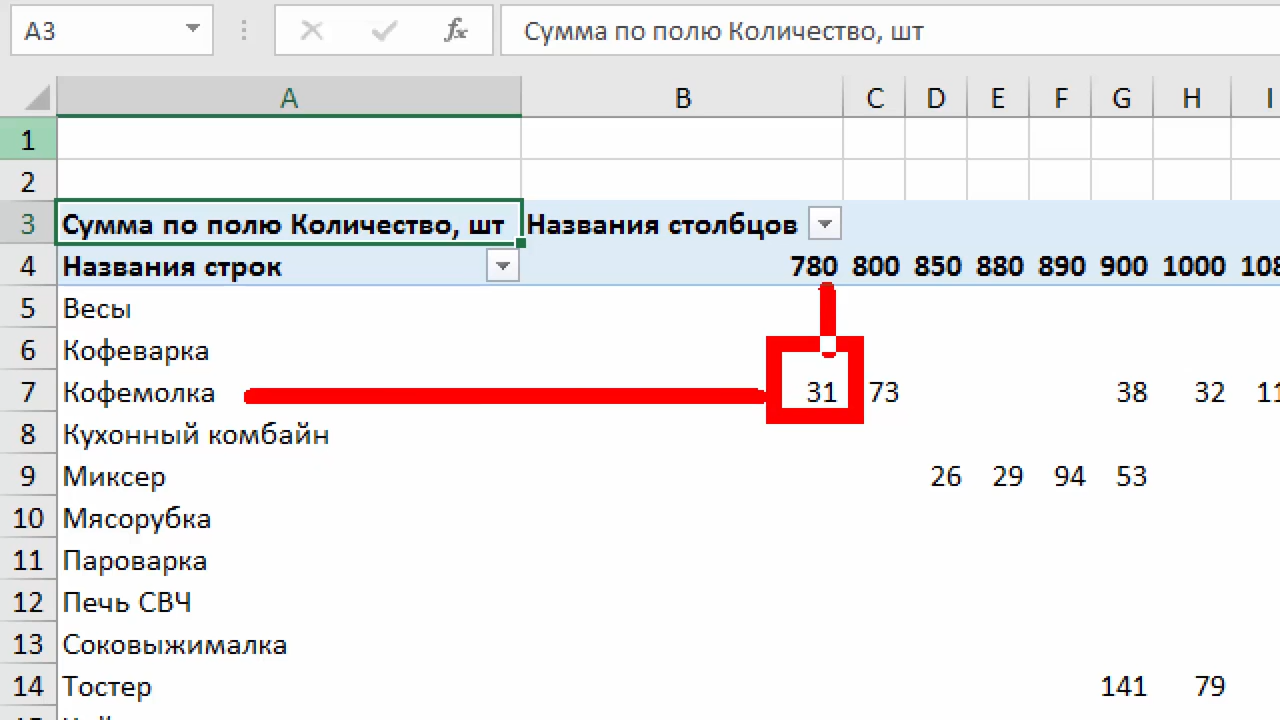 A3 fx Сумма по полю Количество, шт
A B C D E F G H I
1
2
3 Сумма по полю Количество, шт Названия столбцов
4 Названия строк 780 800 850 880 890 900 1000
5 Весы
6 Кофеварка
7 Кофемолка 31 73 38 32
8 Кухонный комбайн
9 Миксер 26 29 94 53
10 Мясорубка
11 Пароварка
12 Печь СВЧ
13 Соковыжималка
14 Тостер 141 79